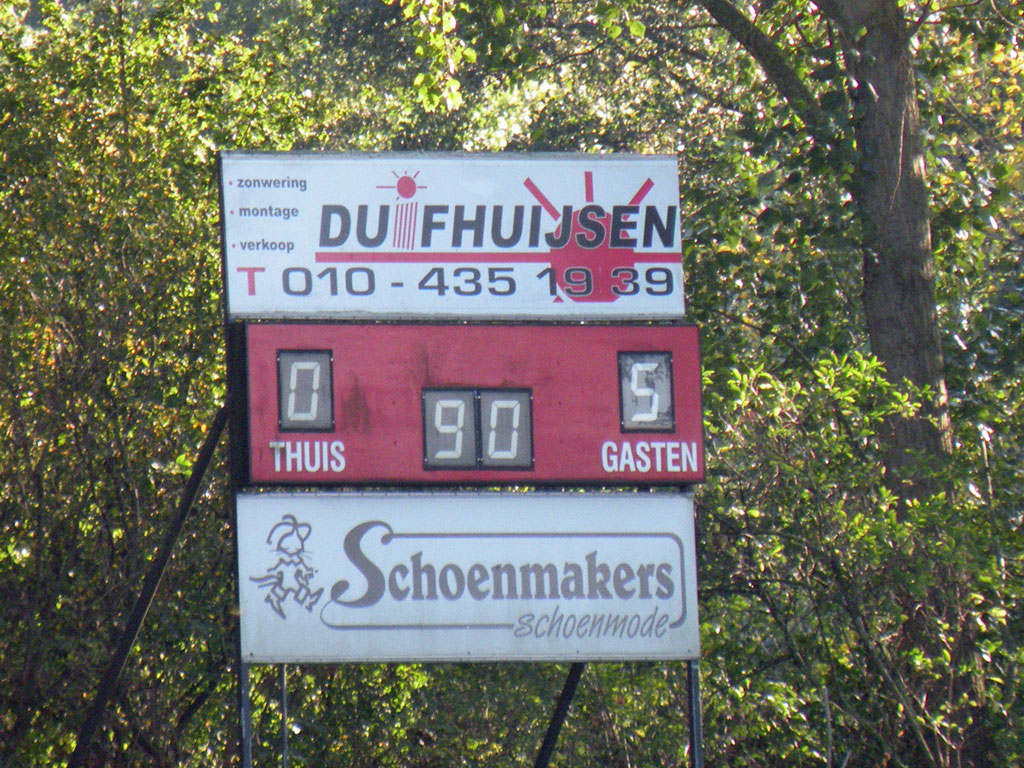 • zonwering
• montage
• verkoop
DUIFHUIJSEN
T 010 - 435 19 39
0 90 5
THUIS GASTEN
Schoenmakers
schoenmode